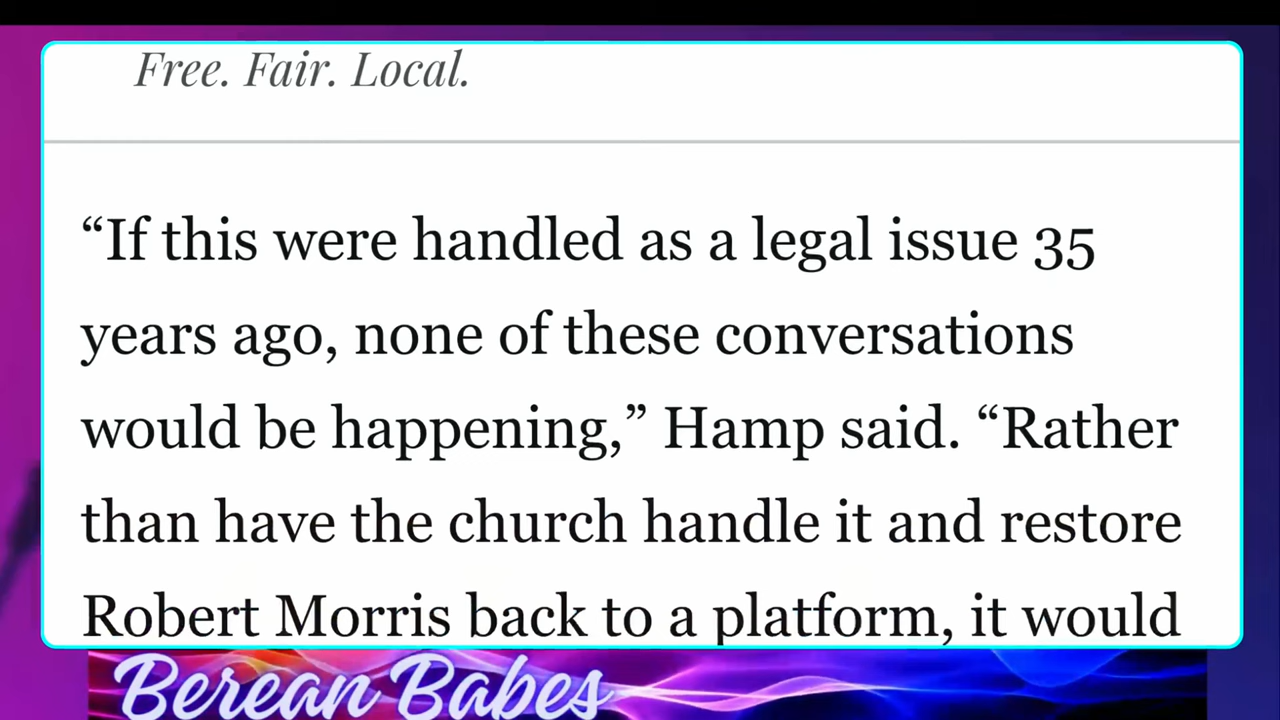 Free. Fair. Local.
“If this were handled as a legal issue 35
years ago, none of these conversations
would be happening,” Hamp said. “Rather
than have the church handle it and restore
Robert Morris back to a platform, it would
Berean Babes